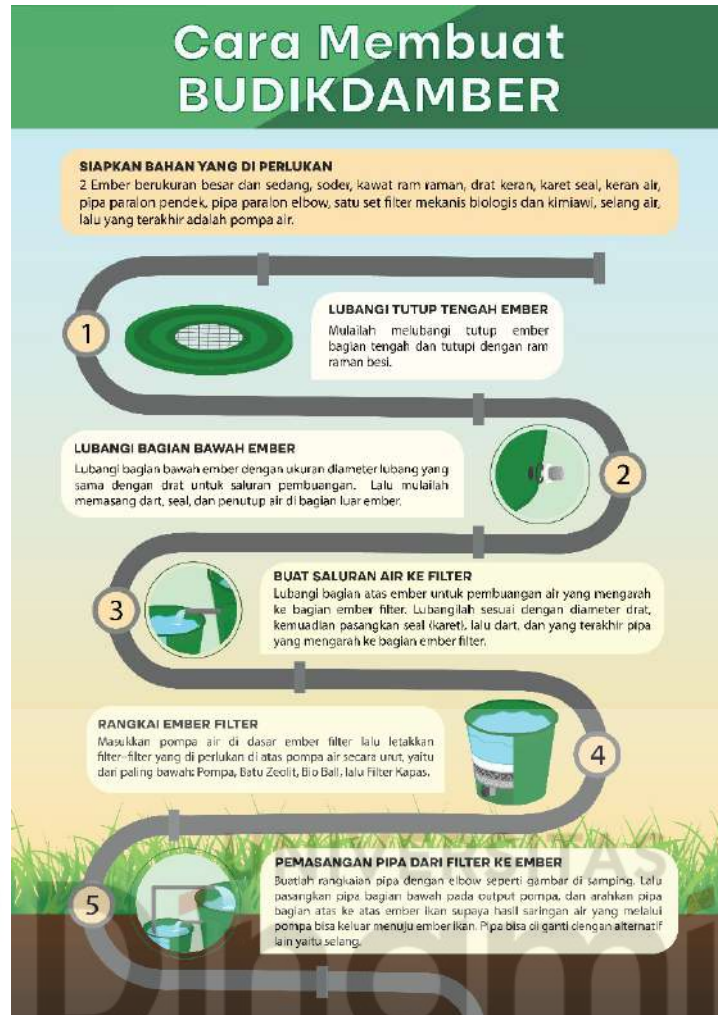 Cara Membuat
BUDIKDAMBER
SIAPKAN BAHAN YANG DI PERLUKAN
2 Ember berukuran besar dan sedang, soder, kawat ram raman, drat keran, karet seal, keran air,
pipa paralon pendek, pipa paralon elbow, satu set filter mekanis biologis dan kimiawi, selang air,
lalu yang terakhir adalah pompa air.
1
LUBANGI TUTUP TENGAH EMBER
Mulailah melubangi tutup ember
bagian tengah dan tutupi dengan ram
raman besi.
LUBANGI BAGIAN BAWAH EMBER
Lubangi bagian bawah ember dengan ukuran diameter lubang yang
sama dengan drat untuk saluran pembuangan. Lalu mulailah
memasang dart, seal, dan penutup air di bagian luar ember.
2
3
BUAT SALURAN AIR KE FILTER
Lubangi bagian atas ember untuk pembuangan air yang mengarah
ke bagian ember filter. Lubangilah sesuai dengan diameter drat,
kemuadian pasangkan seal (karet), lalu dart, dan yang terakhir pipa
yang mengarah ke bagian ember filter.
RANGKAI EMBER FILTER
Masukkan pompa air di dasar ember filter lalu letakkan
filter-filter yang di perlukan di atas pompa air secara urut, yaitu
dari paling bawah: Pompa, Batu Zeolit, Bio Ball, lalu Filter Kapas.
4
UNIVERSITAS
5
PEMASANGAN PIPA DARI FILTER KE EMBER
Buatlah rangkaian pipa dengan elbow seperti gambar di samping. Lalu
pasangkan pipa bagian bawah pada output pompa, dan arahkan pipa
bagian atas ke atas ember ikan supaya hasil saringan air yang melalui
pompa bisa keluar menuju ember ikan. Pipa bisa di ganti dengan alternatif
lain yaitu selang.